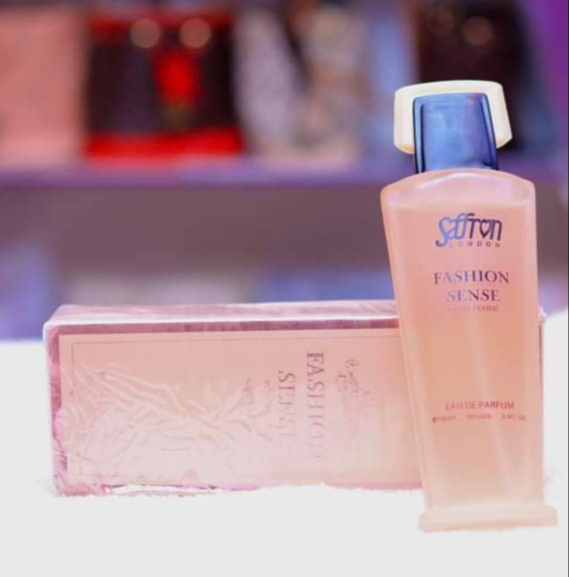 Saffron
LONDON
FASHION
SENSE
POUR FEMME
EAU DE PARFUM
FASHION
SENSE